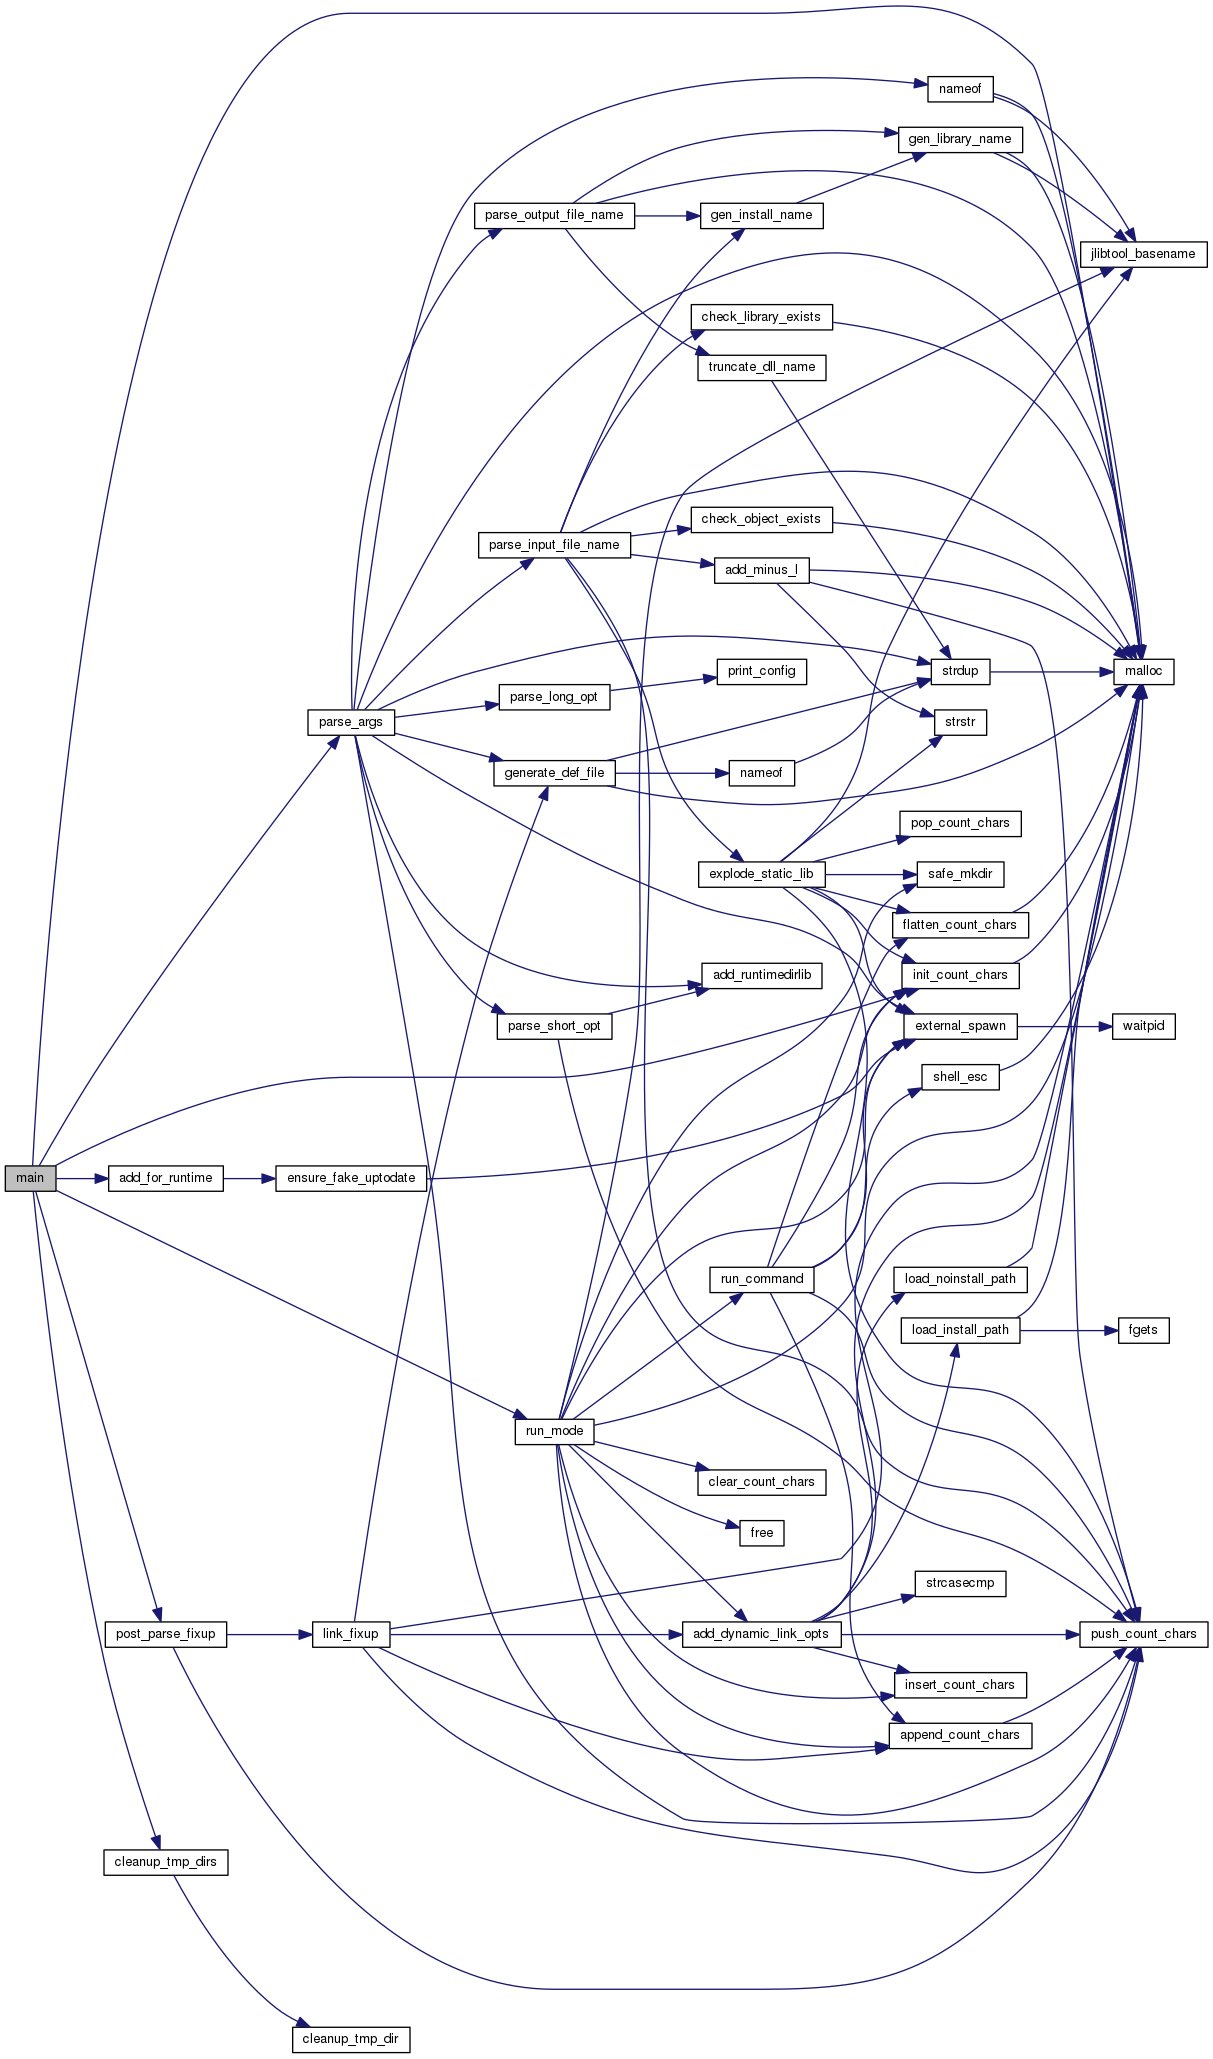 nameof
gen_library_name
parse_output_file_name
gen_install_name
jlibtool_basename
check_library_exists
truncate_dll_name
check_object_exists
parse_input_file_name
add_minus_l
print_config
strdup
malloc
parse_long_opt
parse_args
strstr
generate_def_file
nameof
pop_count_chars
explode_static_lib
safe_mkdir
flatten_count_chars
add_runtimedirlib
init_count_chars
parse_short_opt
external_spawn
waitpid
shell_esc
main
add_for_runtime
ensure_fake_uptodate
run_command
load_noinstall_path
load_install_path
fgets
run_mode
clear_count_chars
free
strcasecmp
post_parse_fixup
link_fixup
add_dynamic_link_opts
push_count_chars
insert_count_chars
append_count_chars
cleanup_tmp_dirs
cleanup_tmp_dir